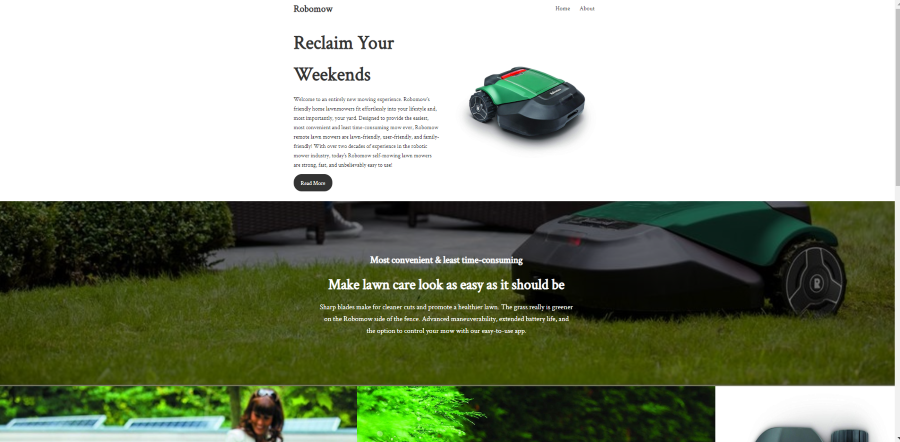 Robomow
Home
About
Reclaim Your
Weekends
Welcome to an entirely new mowing experience. Robomow's
friendly home lawnmowers fit effortlessly into your lifestyle and,
most importantly, your yard. Designed to provide the easiest,
most convenient and least time-consuming mow ever, Robomow
remote lawn mowers are lawn-friendly, user-friendly, and family-
friendly! With over two decades of experience in the robotic
mower industry, today's Robomow self-mowing lawn mowers
are strong, fast, and unbelievably easy to use!
Read More
Most convenient & least time-consuming
Make lawn care look as easy as it should be
Sharp blades make for cleaner cuts and promote a healthier lawn. The grass really is greener
on the Robomow side of the fence. Advanced maneuverability, extended battery life, and
the option to control your mow with our easy-to-use app.